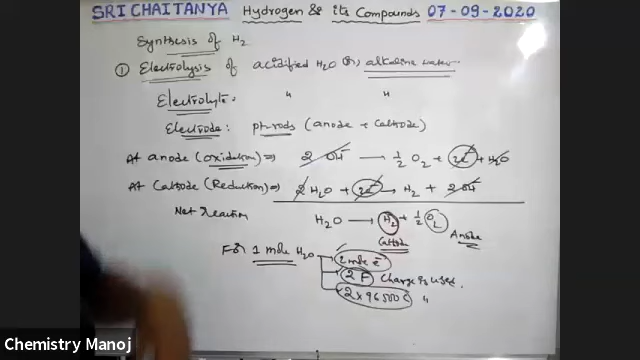 SRI CHAITANYA Hydrogen & its Compounds 07-09-2020
Synthesis of H2
① Electrolysis of acidified H2O (or) alkaline water
Electrolyte: " "
Electrode: pt-rods (anode + Cathode)
At anode (oxidation) ⇒ 2 OH⁻ → ½ O2 + 2e⁻ + H2O
At Cathode (Reduction) ⇒ 2 H2O + 2e⁻ → H2 + 2 OH⁻
Net Reaction H2O → H2 + ½ O2
Cathode Anode
For 1 mole H2O 2 mole e⁻
2 F Charge is used.
2 x 96500 C "
Chemistry Manoj